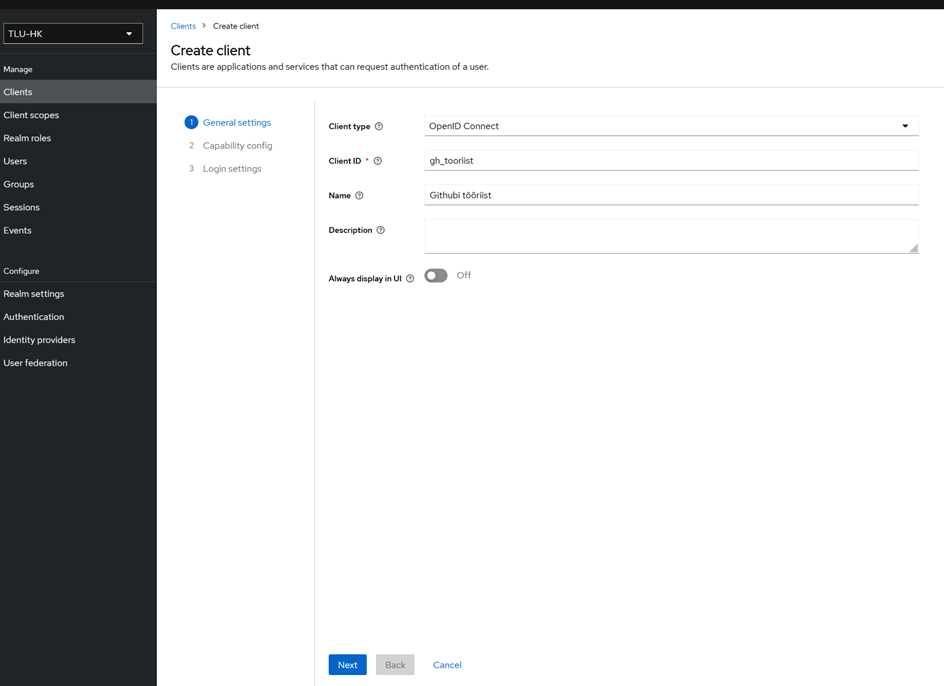 TLU-HK
Manage
Clients
Client scopes
Realm roles
Users
Groups
Sessions
Events
Configure
Realm settings
Authentication
Identity providers
User federation
Clients > Create client
Create client
Clients are applications and services that can request authentication of a user.
1 General settings
2 Capability config
3 Login settings
Client type
OpenID Connect
Client ID *
gh_tooriist
Name
Githubi tööriist
Description
Always display in UI
Off
Next Back Cancel